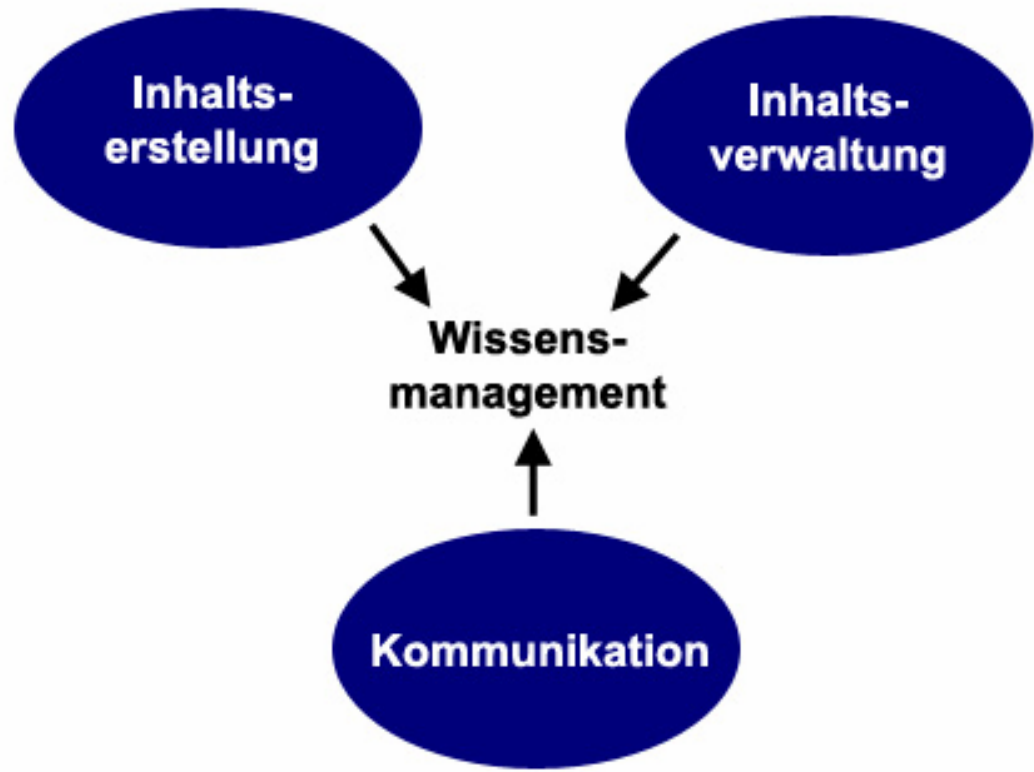 Inhalts-
erstellung
Inhalts-
verwaltung
Wissens-
management
Kommunikation